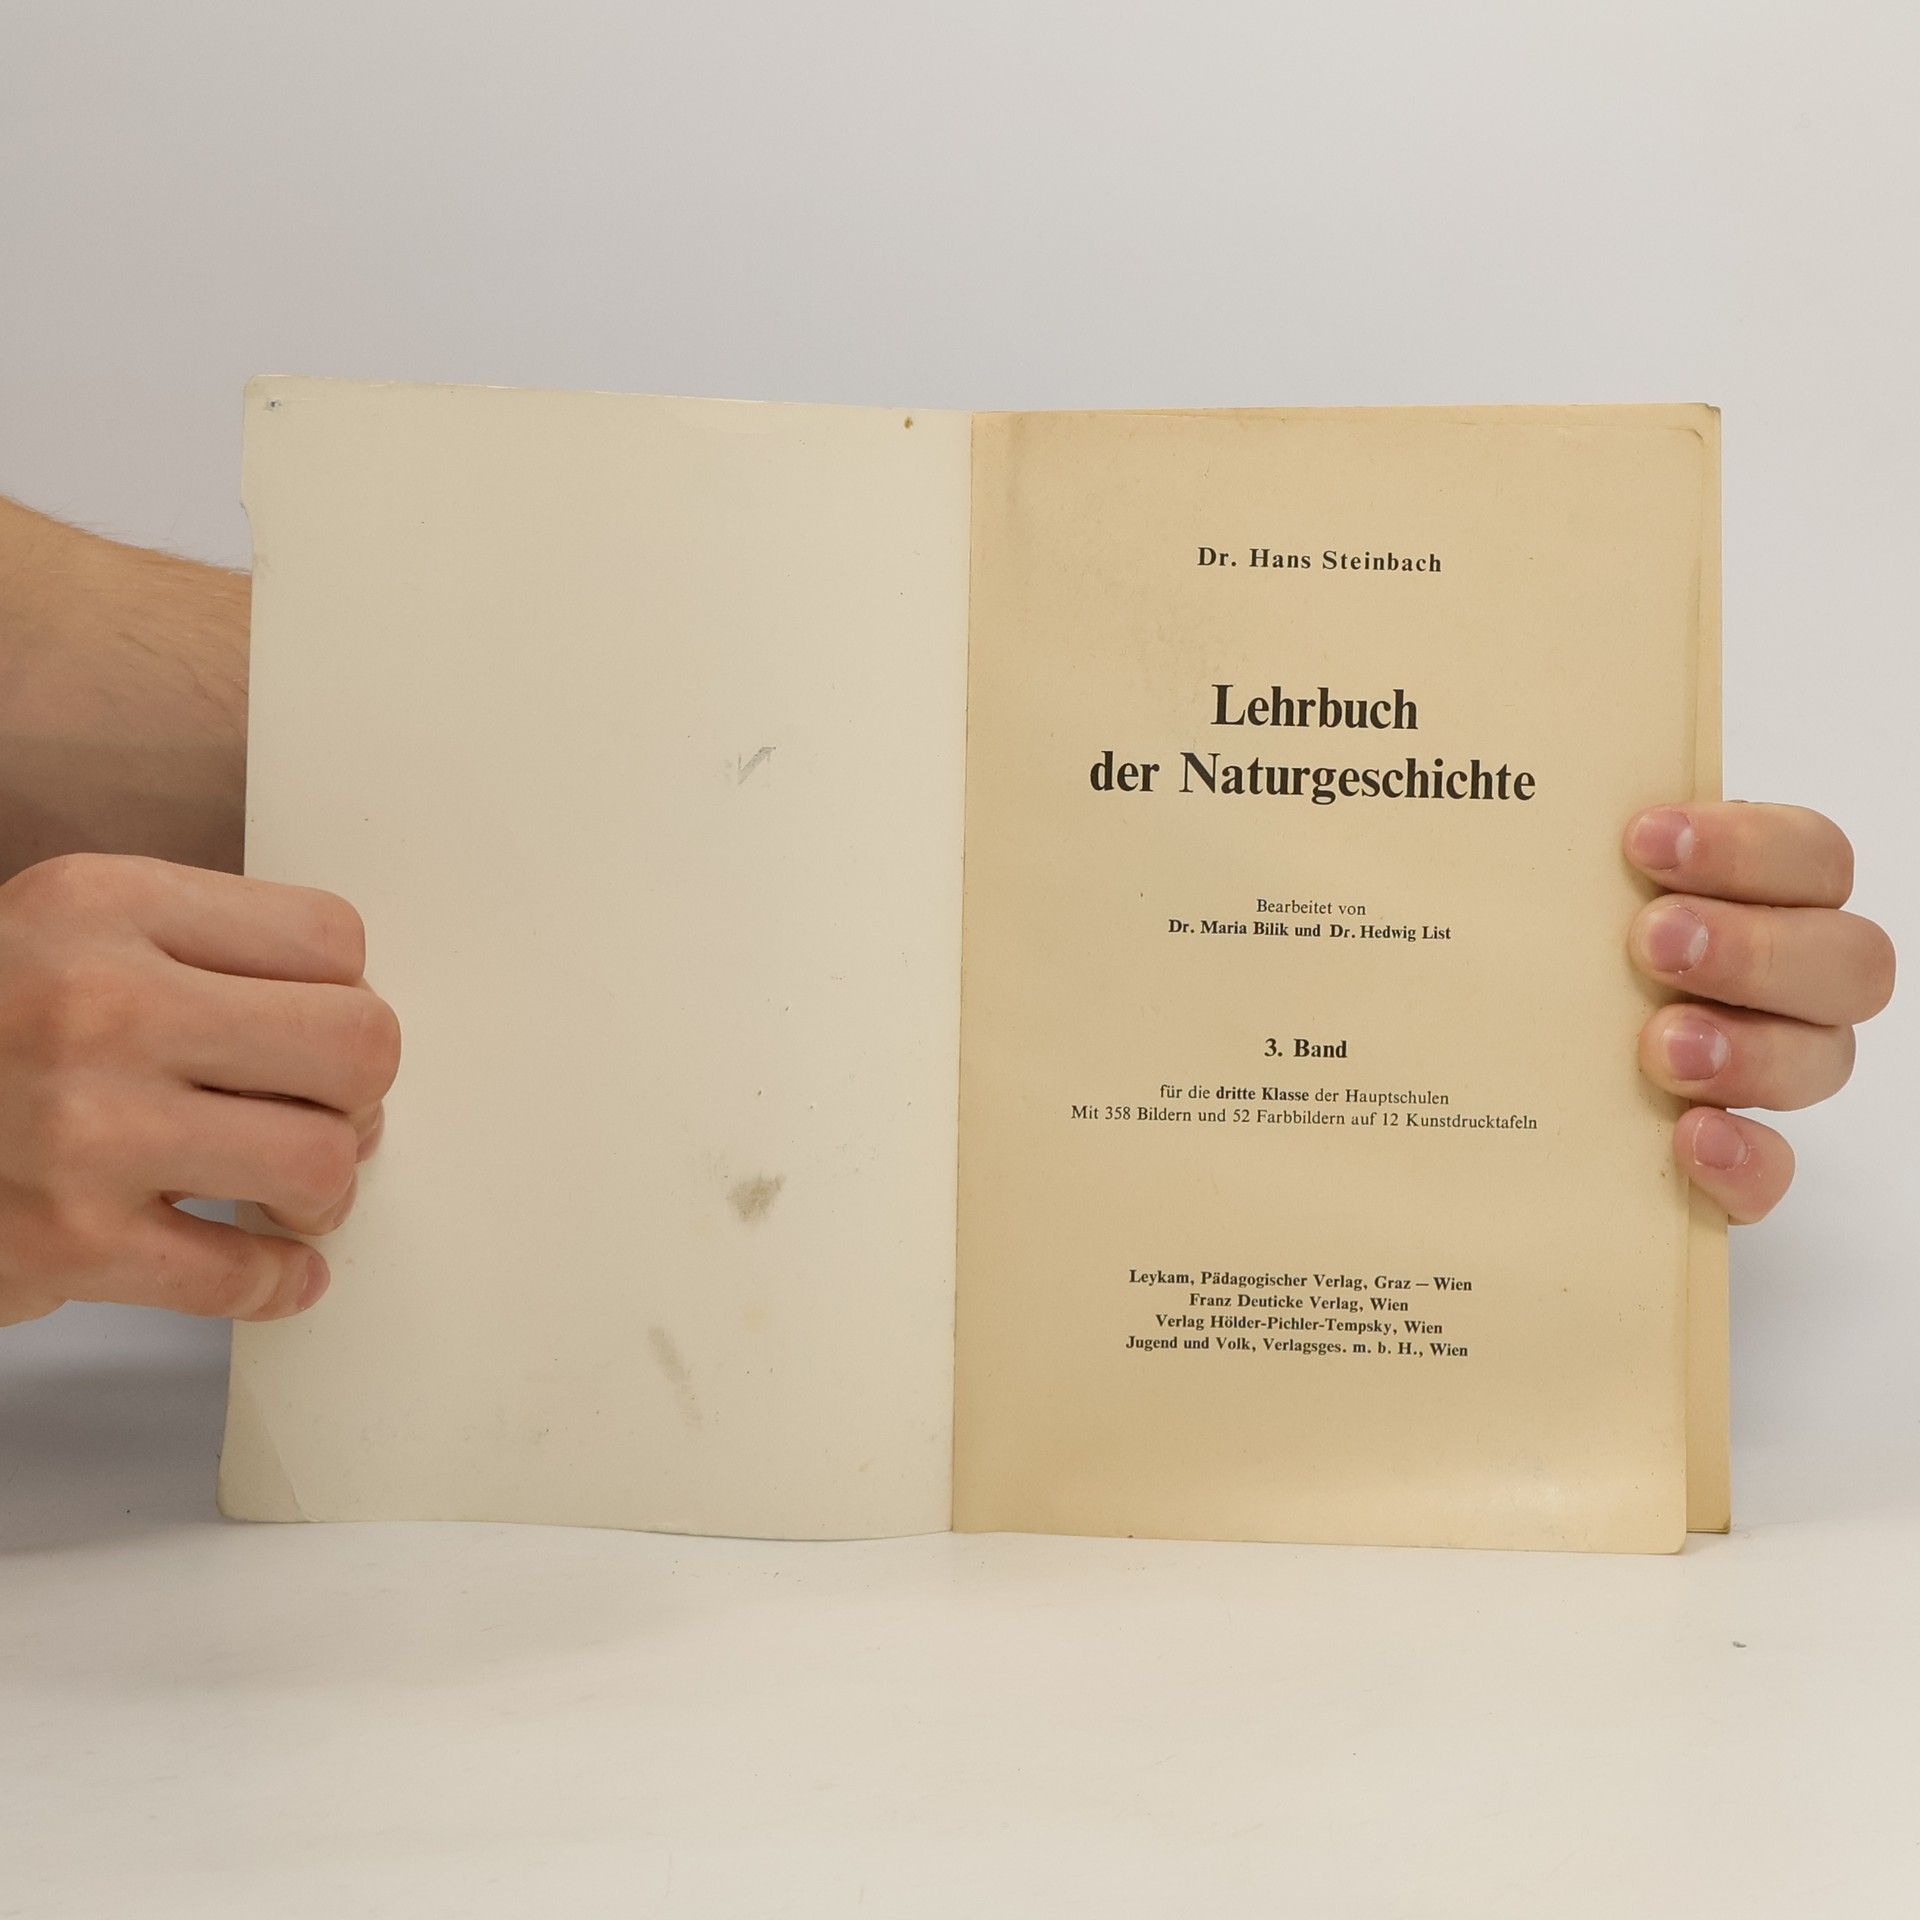 Dr. Hans Steinbach
Lehrbuch
der Naturgeschichte
Bearbeitet von
Dr. Maria Bilik und Dr. Hedwig List
3. Band
für die dritte Klasse der Hauptschulen
Mit 358 Bildern und 52 Farbbildern auf 12 Kunstdrucktafeln
Leykam, Pädagogischer Verlag, Graz — Wien
Franz Deuticke Verlag, Wien
Verlag Hölder-Pichler-Tempsky, Wien
Jugend und Volk, Verlagsges. m. b. H., Wien